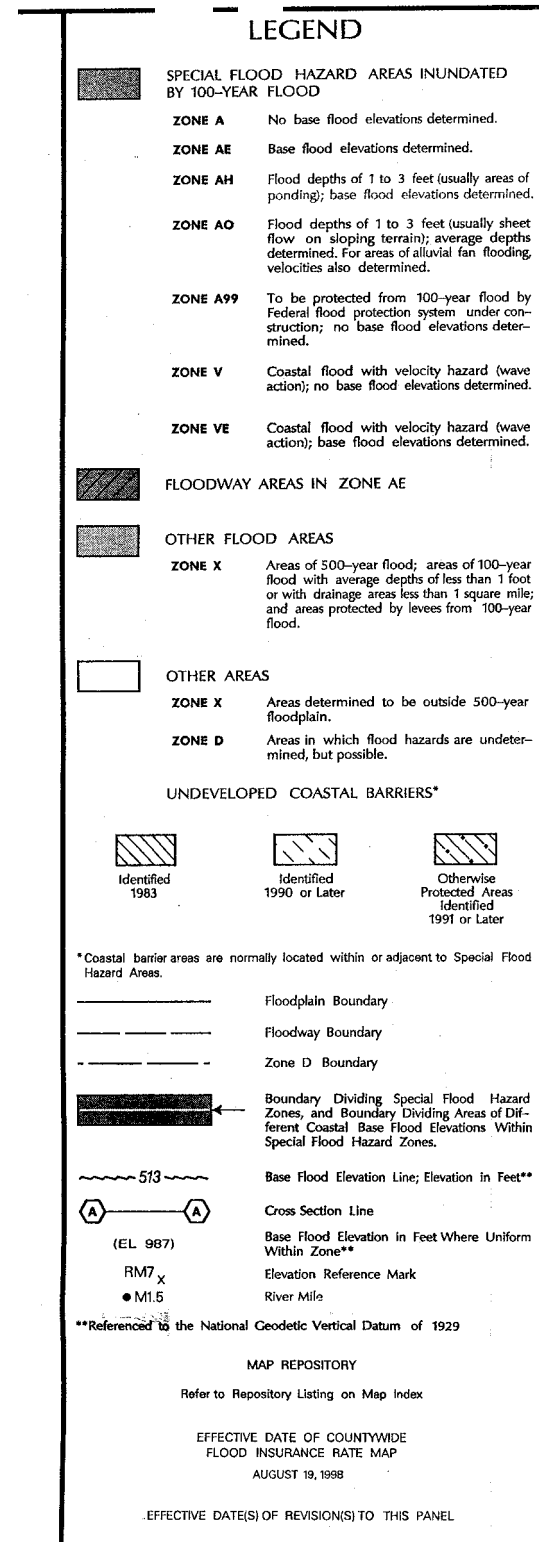 LEGEND
SPECIAL FLOOD HAZARD AREAS INUNDATED
BY 100–YEAR FLOOD
ZONE A No base flood elevations determined.
ZONE AE Base flood elevations determined.
ZONE AH Flood depths of 1 to 3 feet (usually areas of
ponding); base flood elevations determined.
ZONE AO Flood depths of 1 to 3 feet (usually sheet
flow on sloping terrain); average depths
determined. For areas of alluvial fan flooding,
velocities also determined.
ZONE A99 To be protected from 100–year flood by
Federal flood protection system under con–
struction; no base flood elevations deter–
mined.
ZONE V Coastal flood with velocity hazard (wave
action); no base flood elevations determined.
ZONE VE Coastal flood with velocity hazard (wave
action); base flood elevations determined.
FLOODWAY AREAS IN ZONE AE
OTHER FLOOD AREAS
ZONE X Areas of 500–year flood; areas of 100–year
flood with average depths of less than 1 foot
or with drainage areas less than 1 square mile;
and areas protected by levees from 100–year
flood.
OTHER AREAS
ZONE X Areas determined to be outside 500–year
floodplain.
ZONE D Areas in which flood hazards are undeter–
mined, but possible.
UNDEVELOPED COASTAL BARRIERS*
Identified
1983
Identified
1990 or Later
Otherwise
Protected Areas
Identified
1991 or Later
*Coastal barrier areas are normally located within or adjacent to Special Flood
Hazard Areas.
Floodplain Boundary
Floodway Boundary
Zone D Boundary
Boundary Dividing Special Flood Hazard
Zones, and Boundary Dividing Areas of Dif–
ferent Coastal Base Flood Elevations Within
Special Flood Hazard Zones.
513 Base Flood Elevation Line; Elevation in Feet**
A A Cross Section Line
(EL 987) Base Flood Elevation in Feet Where Uniform
Within Zone**
RM7X Elevation Reference Mark
●M1.5 River Mile
**Referenced to the National Geodetic Vertical Datum of 1929
MAP REPOSITORY
Refer to Repository Listing on Map Index
EFFECTIVE DATE OF COUNTYWIDE
FLOOD INSURANCE RATE MAP
AUGUST 19, 1998
EFFECTIVE DATE(S) OF REVISION(S) TO THIS PANEL